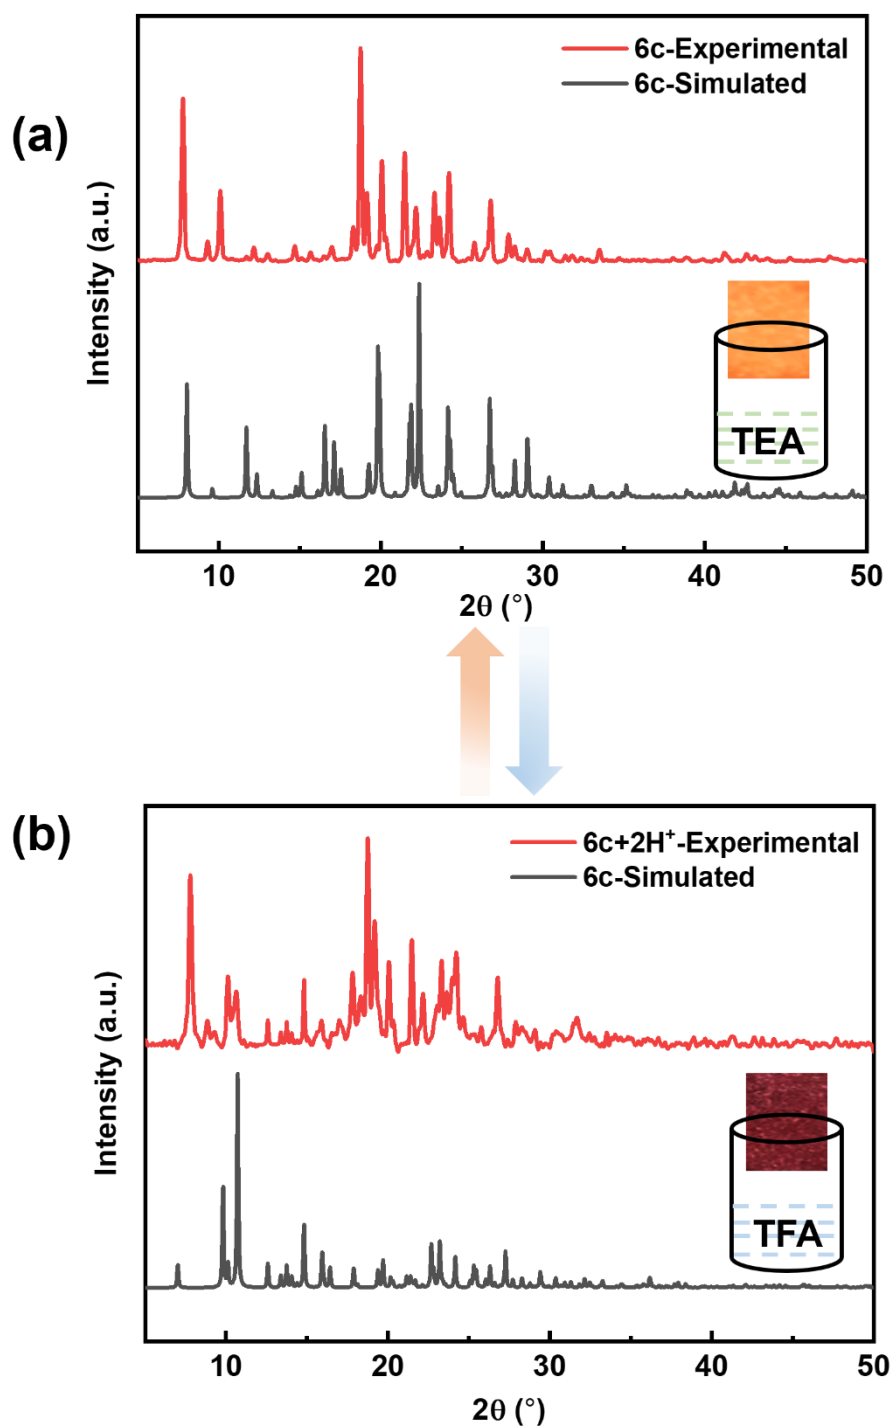 (a)
6c-Experimental
6c-Simulated
Intensity (a.u.)
TEA
10 20 30 40 50
2θ (°)
(b)
6c+2H⁺-Experimental
6c-Simulated
Intensity (a.u.)
TFA
10 20 30 40 50
2θ (°)